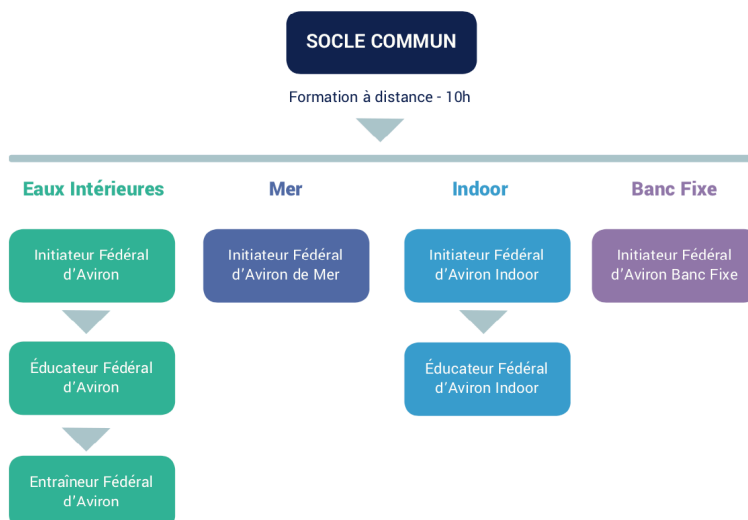 SOCLE COMMUN
Formation à distance - 10h
Eaux Intérieures
Mer
Indoor
Banc Fixe
Initiateur Fédéral
d'Aviron
Initiateur Fédéral
d'Aviron de Mer
Initiateur Fédéral
d'Aviron Indoor
Initiateur Fédéral
d'Aviron Banc Fixe
Éducateur Fédéral
d'Aviron
Éducateur Fédéral
d'Aviron Indoor
Entraîneur Fédéral
d'Aviron